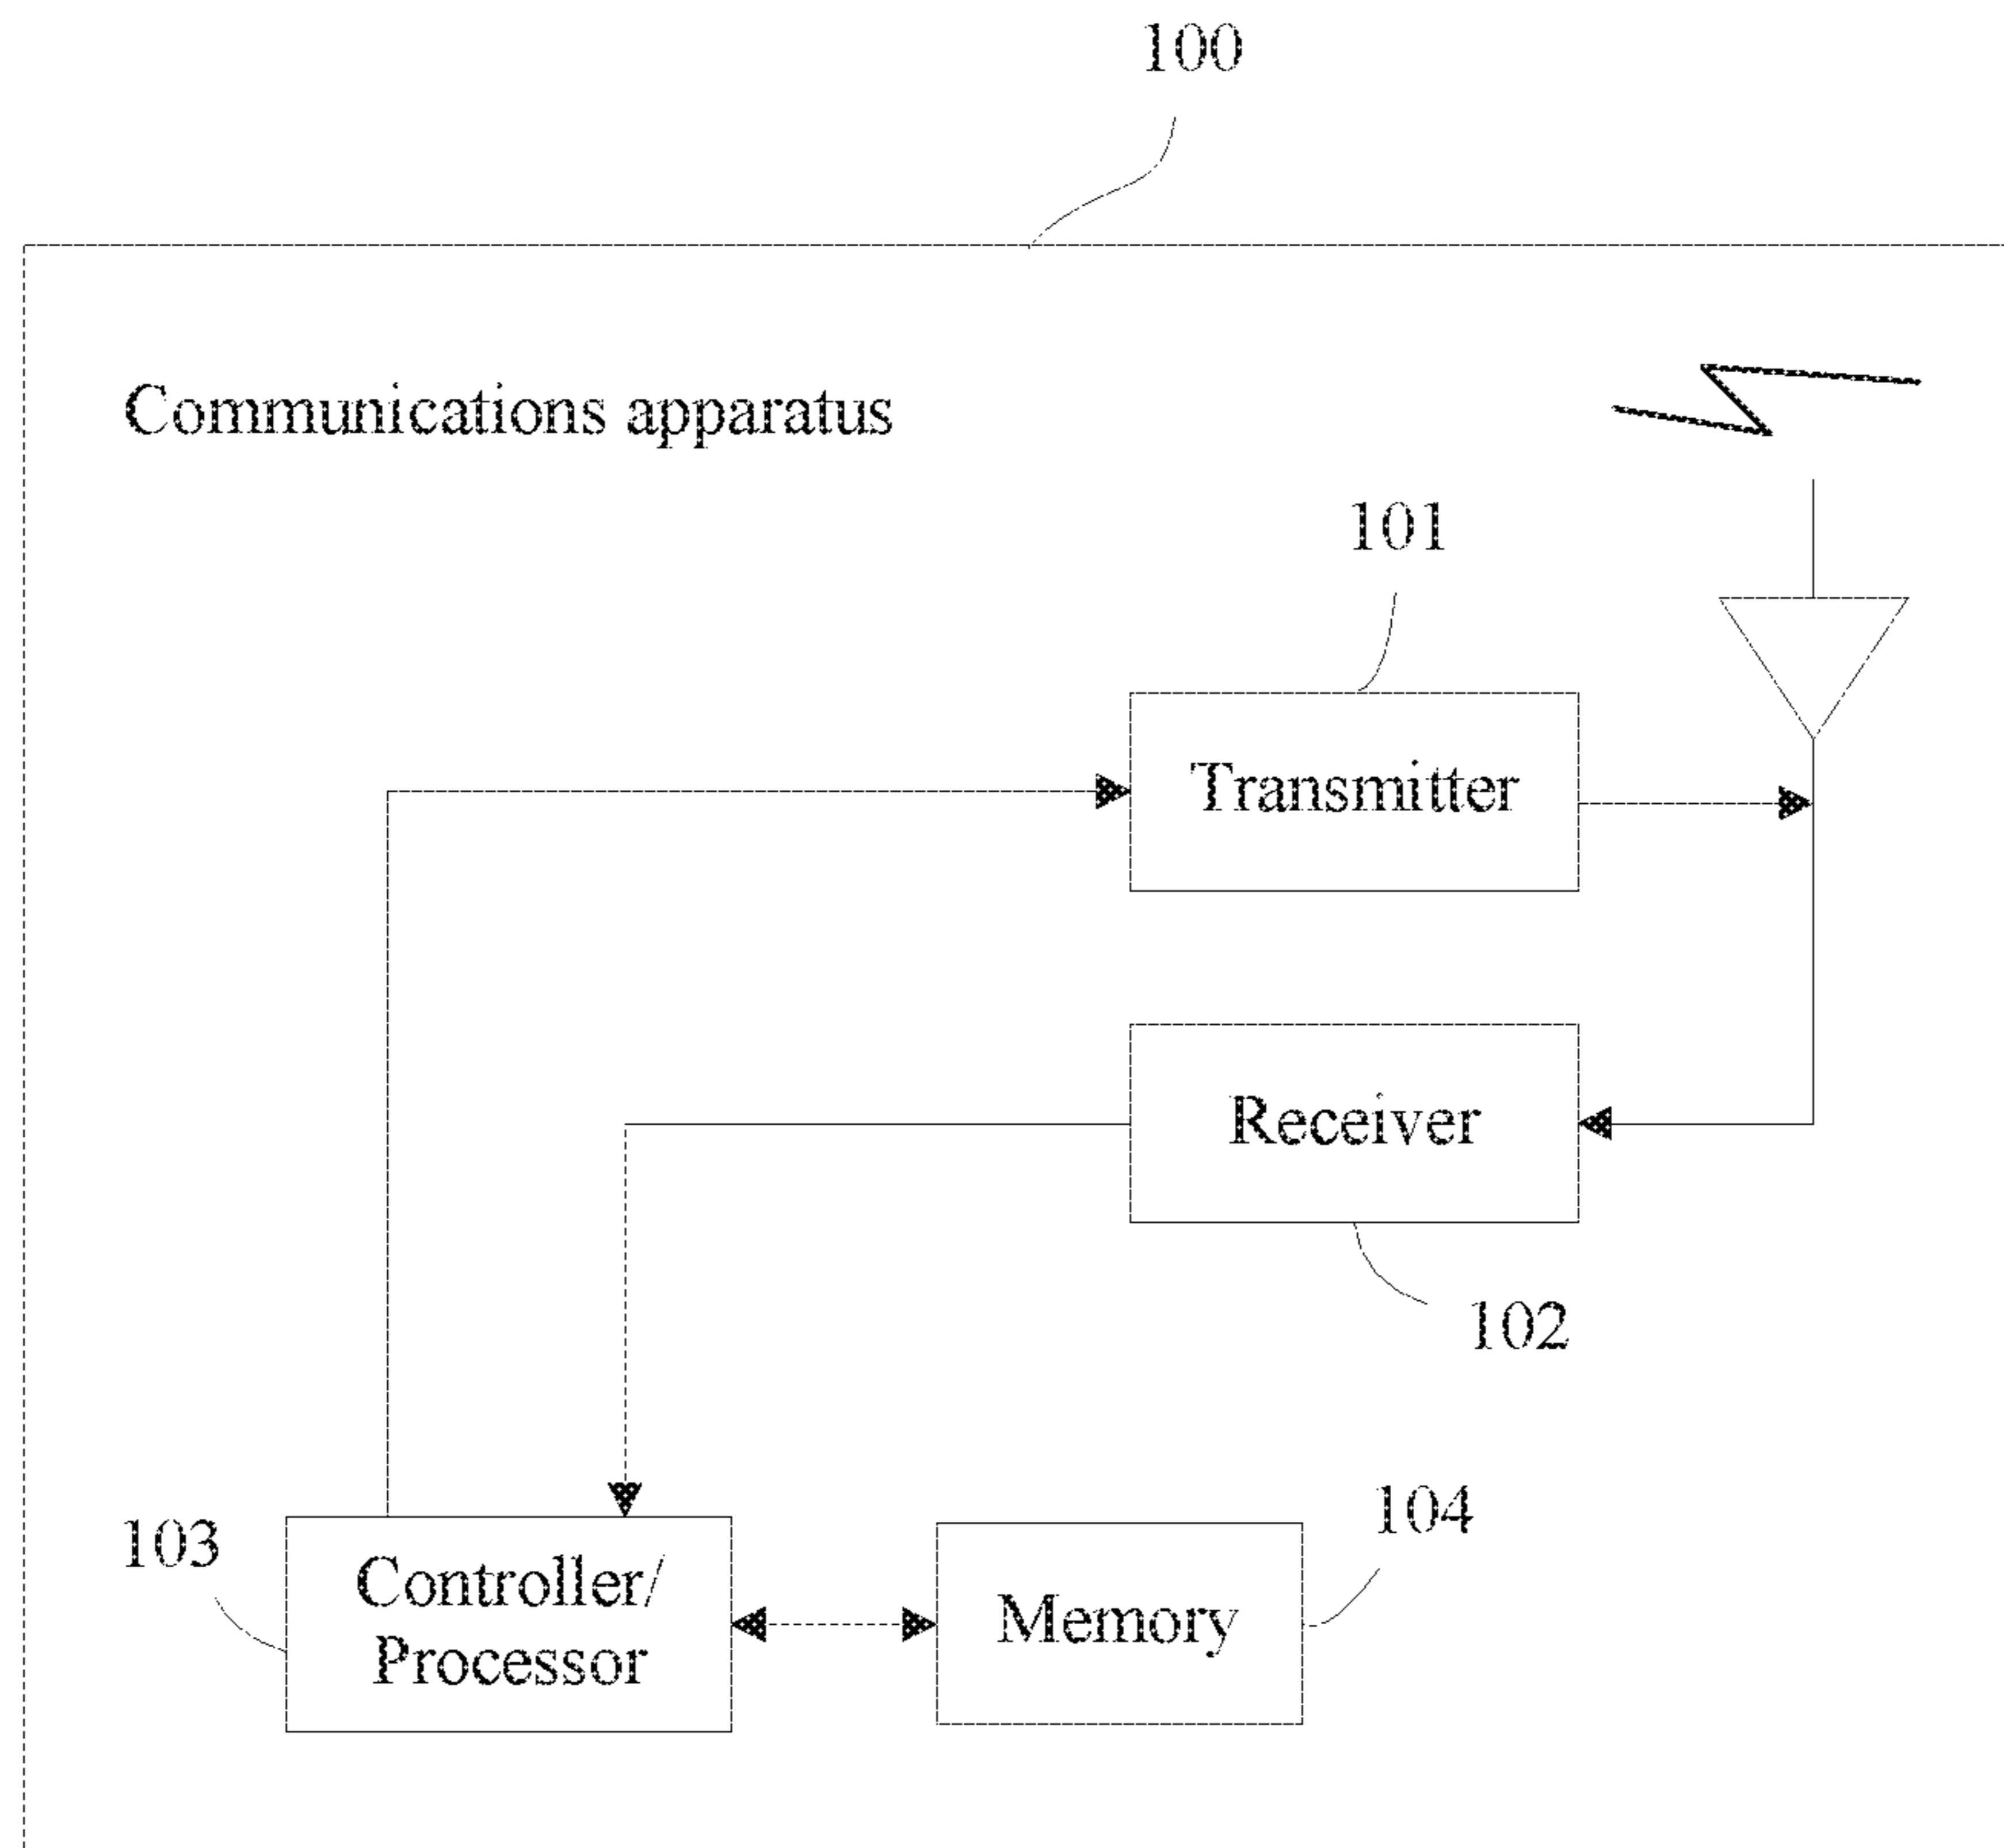 100
Communications apparatus
101
Transmitter
Receiver
102
103
Controller/
Processor
Memory
104